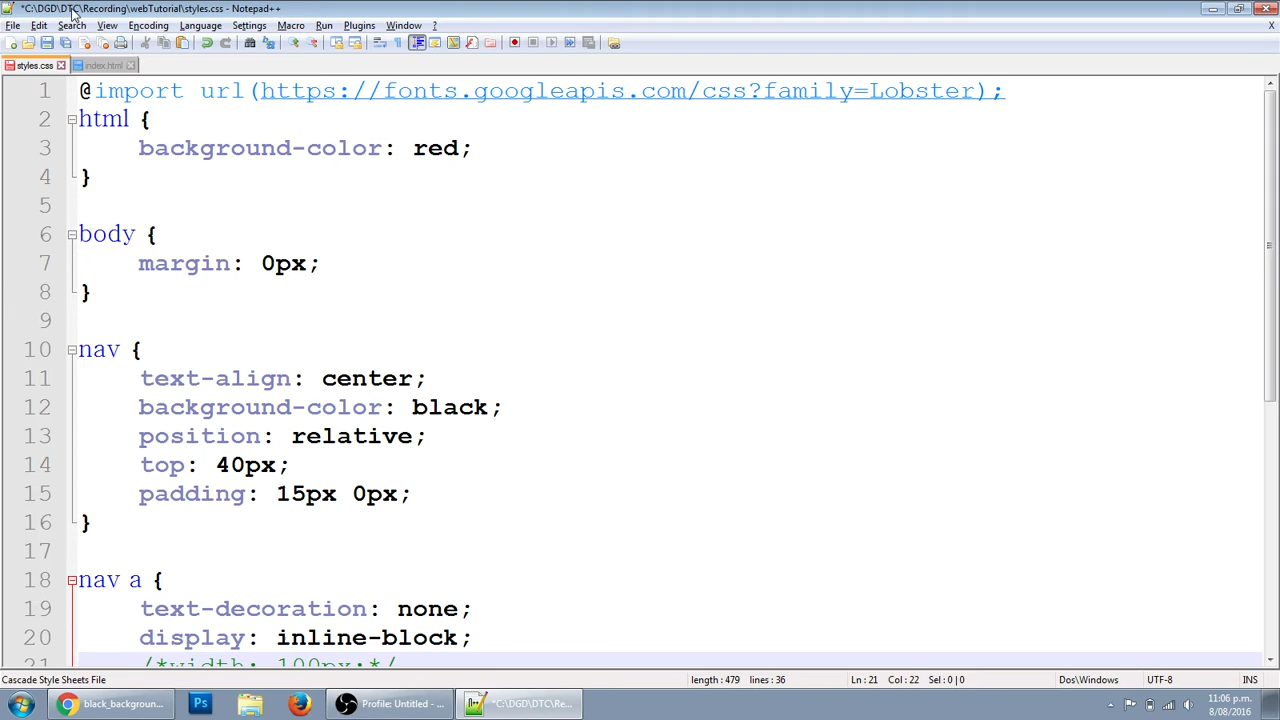 *C:\DGD\DTC\Recording\webTutorial\styles.css - Notepad++
File Edit Search View Encoding Language Settings Macro Run Plugins Window ? X
styles.css index.html
1 @import url(https://fonts.googleapis.com/css?family=Lobster);
2 html {
3 background-color: red;
4 }
5
6 body {
7 margin: 0px;
8 }
9
10 nav {
11 text-align: center;
12 background-color: black;
13 position: relative;
14 top: 40px;
15 padding: 15px 0px;
16 }
17
18 nav a {
19 text-decoration: none;
20 display: inline-block;
21 /*width: 100px;*/
Cascade Style Sheets File length : 479 lines : 36 Ln : 21 Col : 22 Sel : 0 | 0 Dos\Windows UTF-8 INS
black_backgroun... Ps Profile: Untitled - ... *C:\DGD\DTC\Re... 11:06 p.m.
8/08/2016